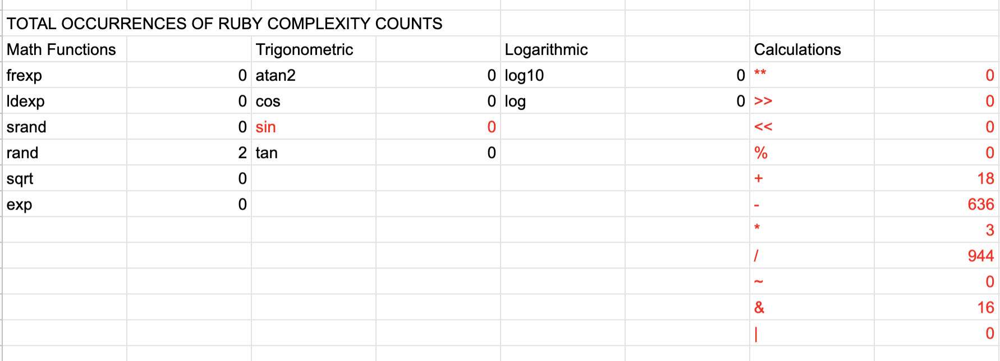 TOTAL OCCURRENCES OF RUBY COMPLEXITY COUNTS
Math Functions Trigonometric Logarithmic Calculations
frexp 0 atan2 0 log10 0 ** 0
ldexp 0 cos 0 log 0 >> 0
srand 0 sin 0 << 0
rand 2 tan 0 % 0
sqrt 0 + 18
exp 0 - 636
* 3
/ 944
~ 0
& 16
| 0